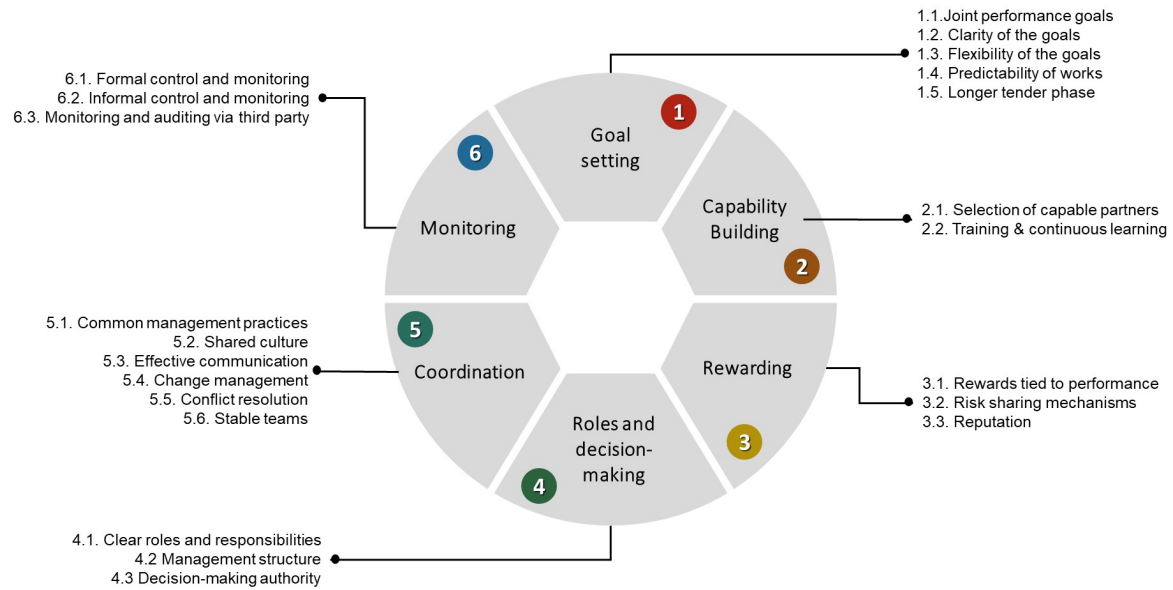 1.1.Joint performance goals
1.2. Clarity of the goals
1.3. Flexibility of the goals
1.4. Predictability of works
1.5. Longer tender phase
6.1. Formal control and monitoring
6.2. Informal control and monitoring
6.3. Monitoring and auditing via third party
1
Goal
setting
6
Monitoring
Capability
Building
2
2.1. Selection of capable partners
2.2. Training & continuous learning
5.1. Common management practices
5.2. Shared culture
5.3. Effective communication
5.4. Change management
5.5. Conflict resolution
5.6. Stable teams
5
Coordination
Rewarding
3
3.1. Rewards tied to performance
3.2. Risk sharing mechanisms
3.3. Reputation
Roles and
decision-
making
4
4.1. Clear roles and responsibilities
4.2 Management structure
4.3 Decision-making authority